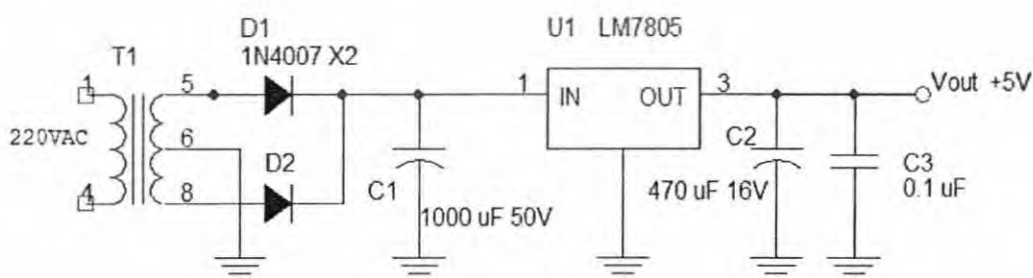 D1
1N4007 X2
U1 LM7805
T1
1
5
1
IN
OUT
3
Vout +5V
220VAC
6
D2
C2
C3
4
8
C1
470 uF 16V
0.1 uF
1000 uF 50V